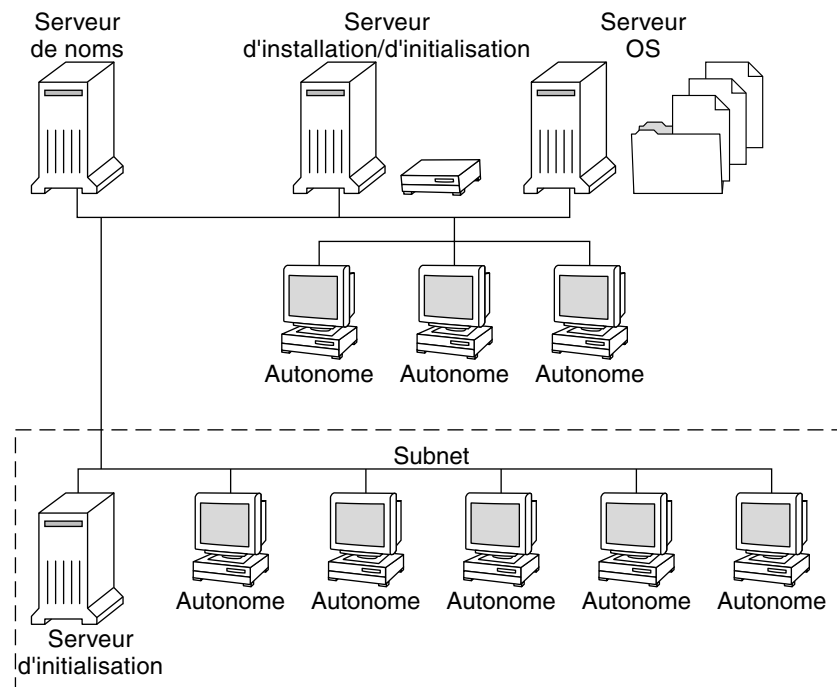 Serveur
de noms
Serveur
d'installation/d'initialisation
Serveur
OS
Autonome
Autonome
Autonome
Subnet
Serveur
d'initialisation
Autonome
Autonome
Autonome
Autonome
Autonome